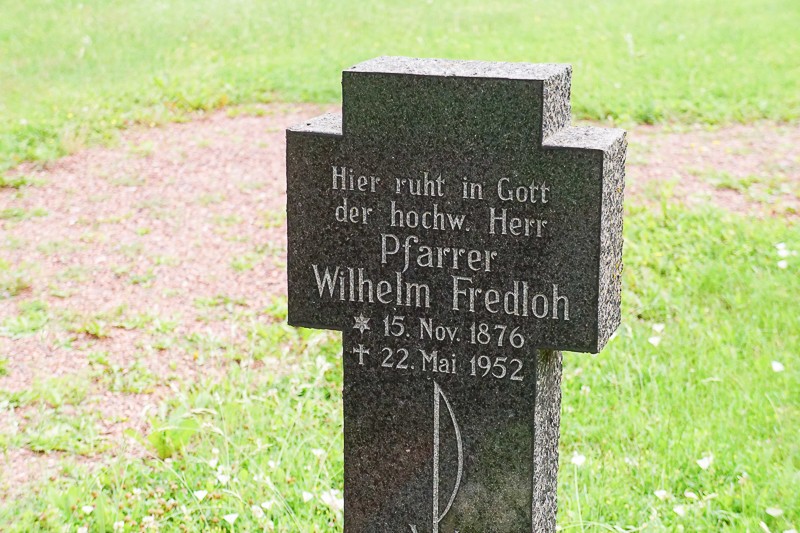 Hier ruht in Gott
der hochw. Herr
Pfarrer
Wilhelm Fredloh
* 15. Nov. 1876
† 22. Mai 1952